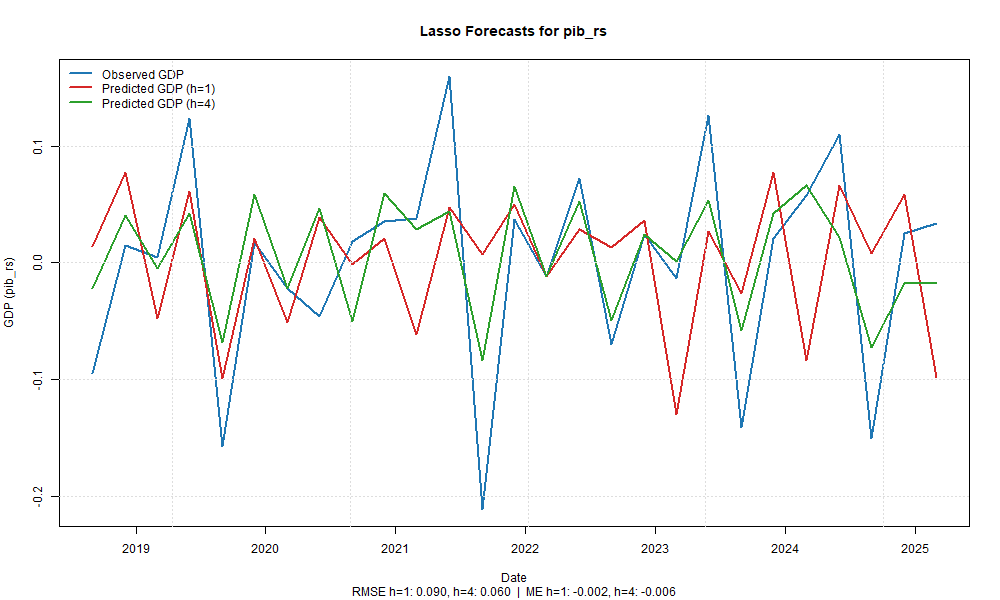 Lasso Forecasts for pib_rs
Observed GDP
Predicted GDP (h=1)
Predicted GDP (h=4)
GDP (pib_rs)
0.1
0.0
-0.1
-0.2
2019 2020 2021 2022 2023 2024 2025
Date
RMSE h=1: 0.090, h=4: 0.060 | ME h=1: -0.002, h=4: -0.006